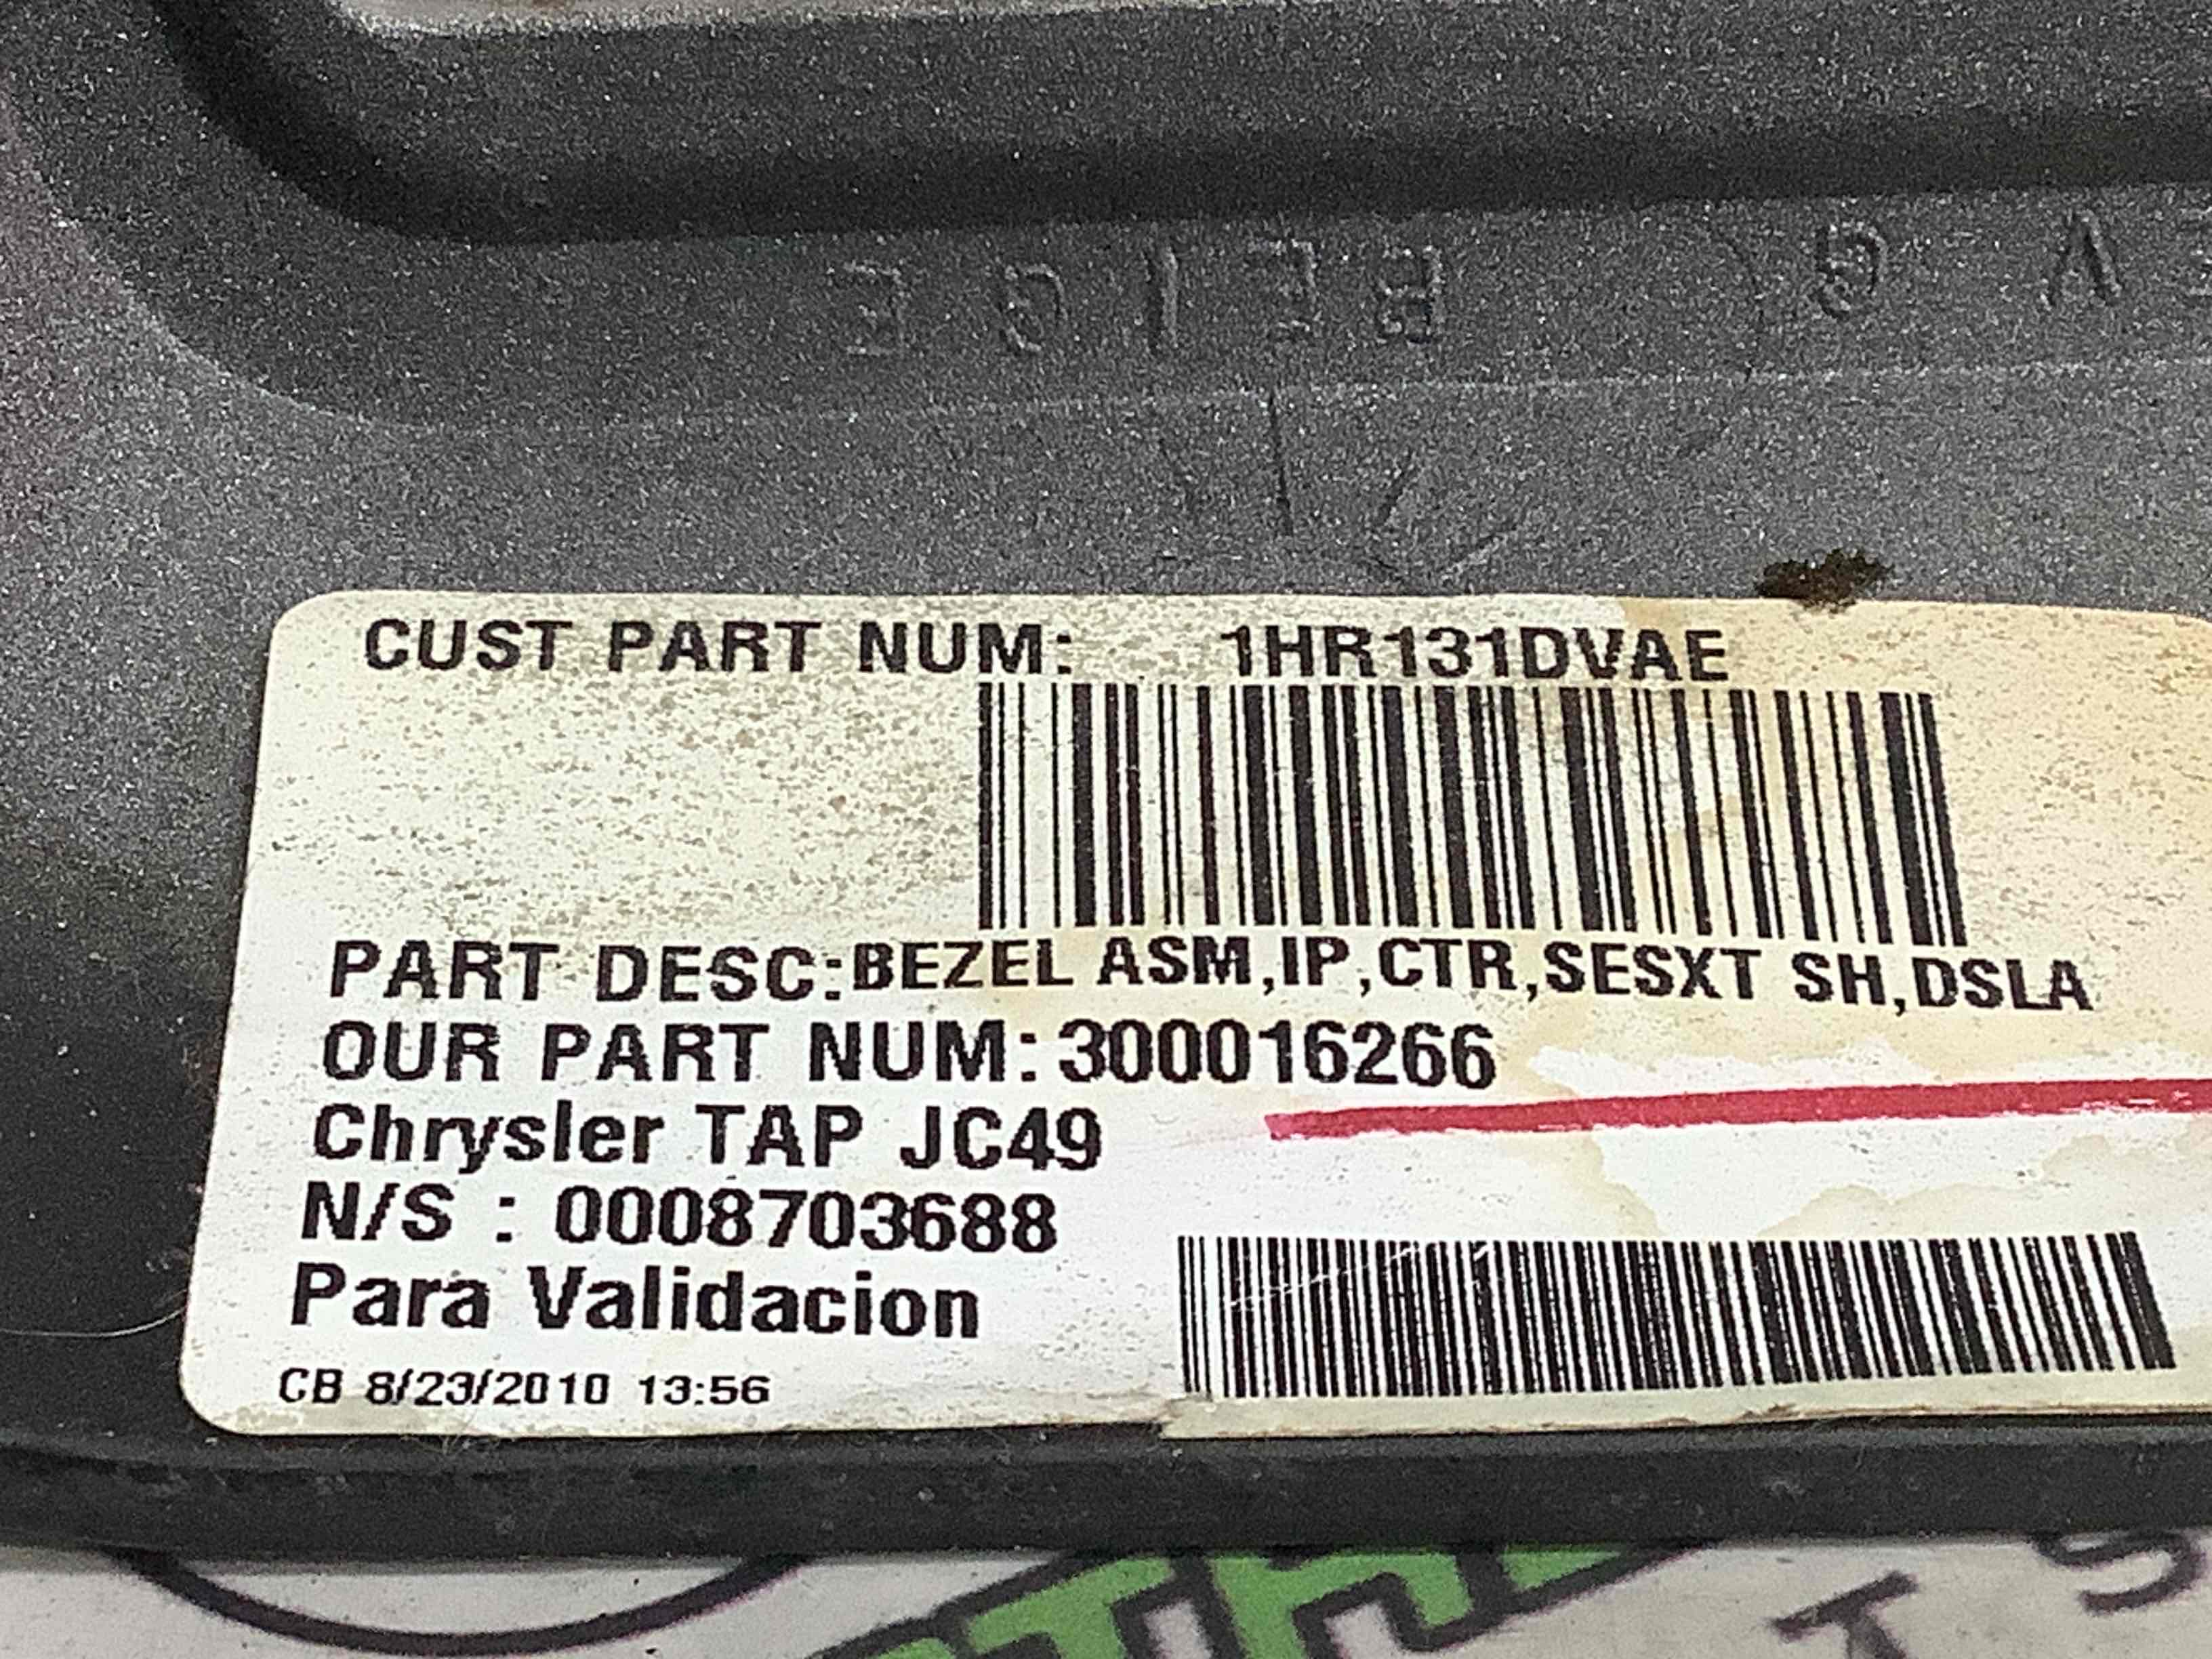 CUST PART NUM: 1HR131DVAE
PART DESC:BEZEL ASM,IP,CTR,SESXT SH,DSLA
OUR PART NUM:300016266
Chrysler TAP JC49
N/S : 0008703688
Para Validacion
CB 8/23/2010 13:56